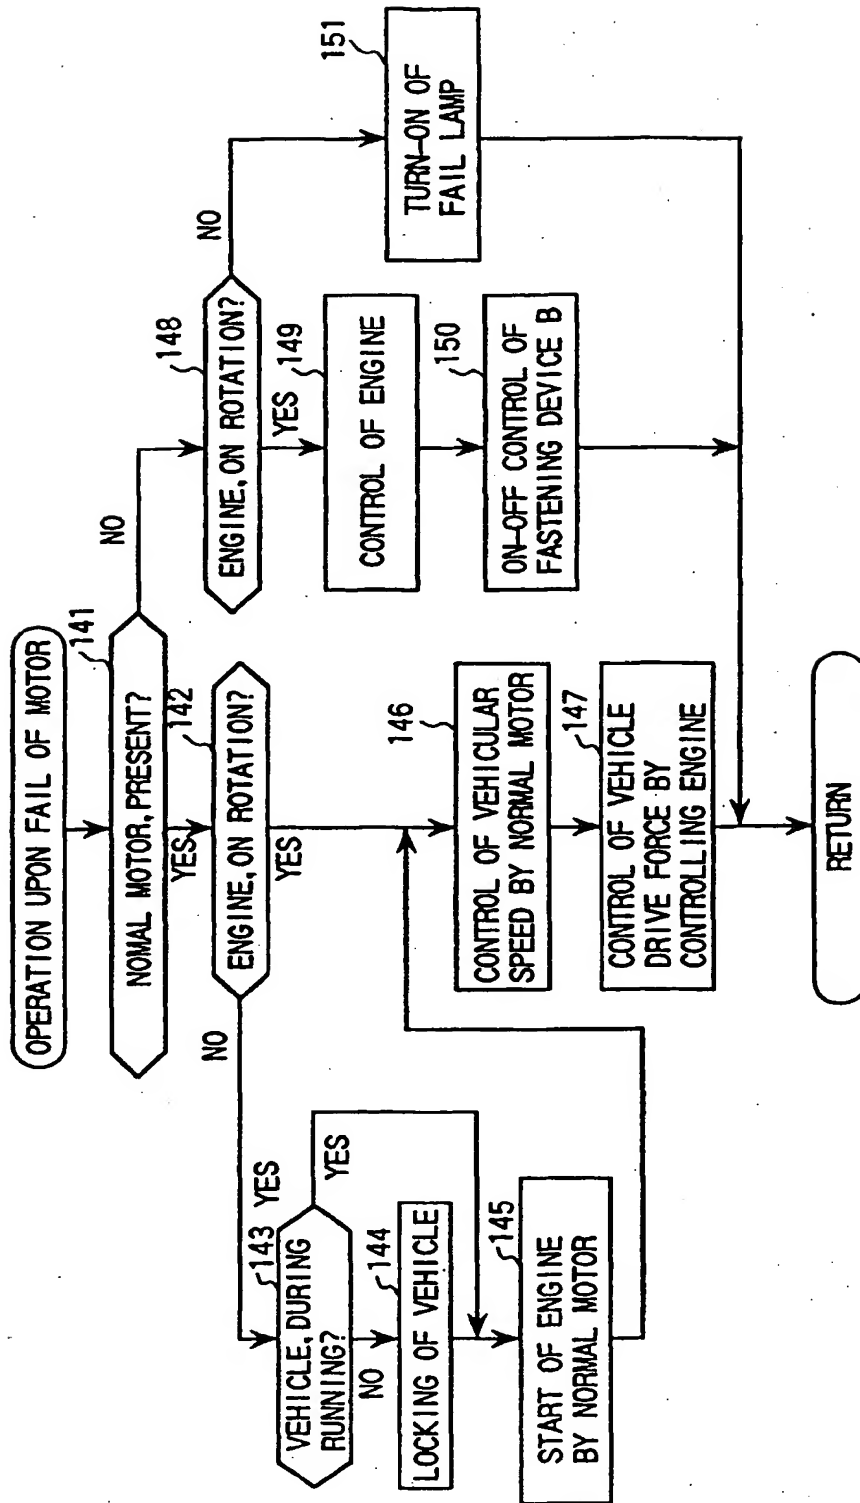 OPERATION UPON FAIL OF MOTOR
141
NOMAL MOTOR, PRESENT?
NO
YES
142
ENGINE, ON ROTATION?
NO
YES
143
YES
VEHICLE, DURING
RUNNING?
YES
NO
144
LOCKING OF VEHICLE
145
START OF ENGINE
BY NORMAL MOTOR
146
CONTROL OF VEHICULAR
SPEED BY NORMAL MOTOR
147
CONTROL OF VEHICLE
DRIVE FORCE BY
CONTROLLING ENGINE
148
ENGINE, ON ROTATION?
NO
YES
149
CONTROL OF ENGINE
150
ON-OFF CONTROL OF
FASTENING DEVICE B
151
TURN-ON OF
FAIL LAMP
RETURN